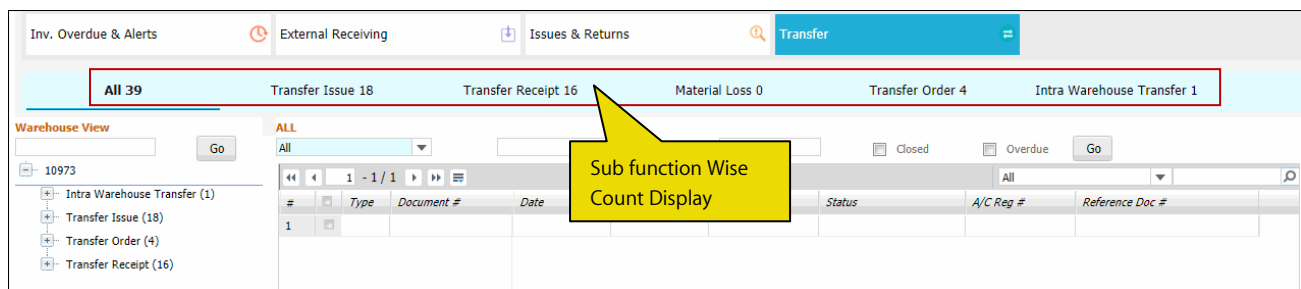 Inv. Overdue & Alerts External Receiving Issues & Returns Transfer
All 39 Transfer Issue 18 Transfer Receipt 16 Material Loss 0 Transfer Order 4 Intra Warehouse Transfer 1
Warehouse View
Go
10973
Intra Warehouse Transfer (1)
Transfer Issue (18)
Transfer Order (4)
Transfer Receipt (16)
ALL
All Closed Overdue Go
1 - 1 / 1 All
# Type Document # Date Status A/C Reg # Reference Doc #
1
Sub function Wise
Count Display